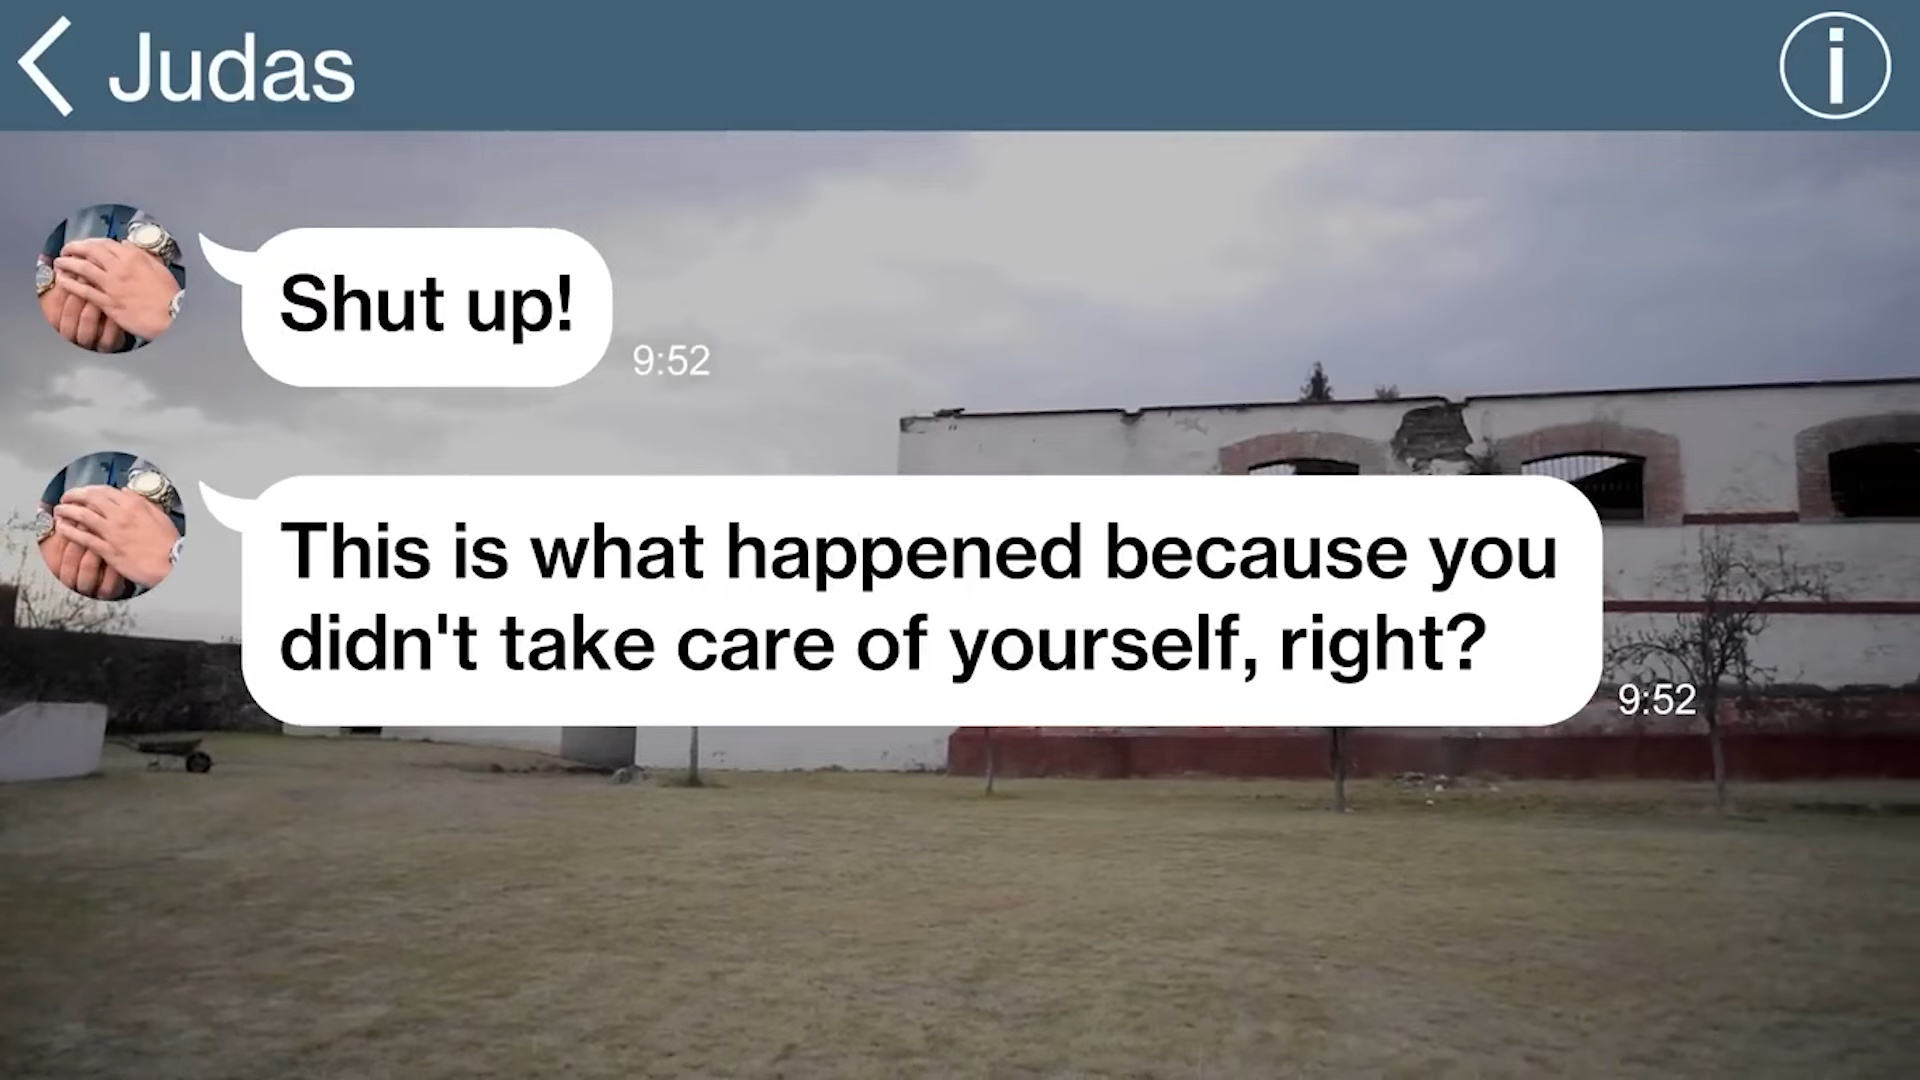 Judas
Shut up!
9:52
This is what happened because you
didn't take care of yourself, right?
9:52